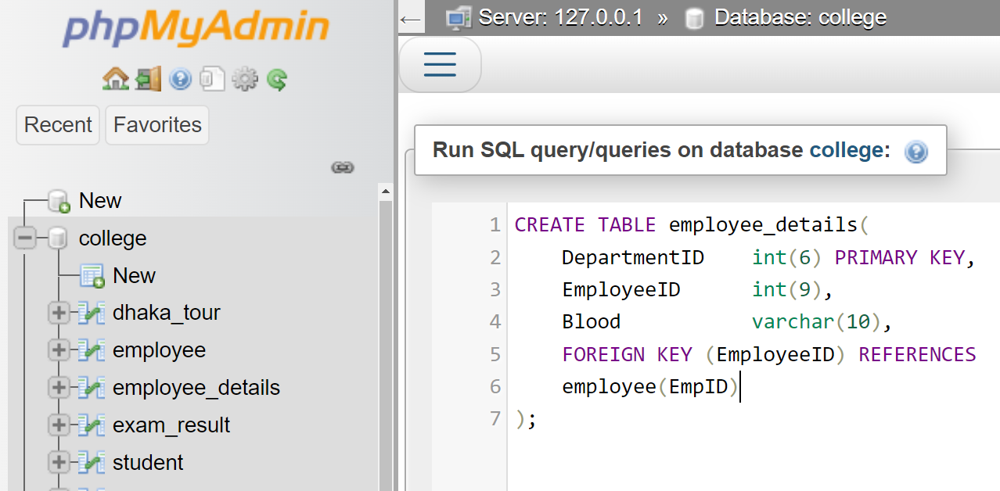 phpMyAdmin
Recent Favorites
New
college
New
dhaka_tour
employee
employee_details
exam_result
student
← Server: 127.0.0.1 » Database: college
Run SQL query/queries on database college:
1 CREATE TABLE employee_details(
2     DepartmentID    int(6) PRIMARY KEY,
3     EmployeeID      int(9),
4     Blood           varchar(10),
5     FOREIGN KEY (EmployeeID) REFERENCES
6     employee(EmpID)
7 );